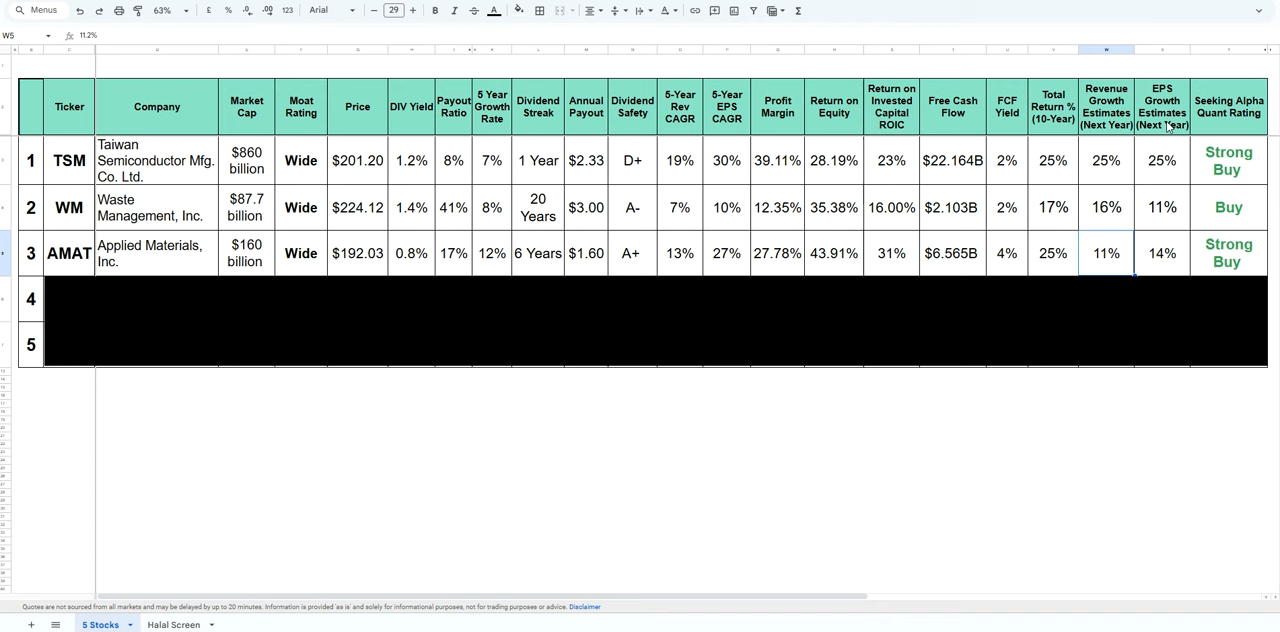 Menus 63% £ % .0 .00 123 Arial 29 B I A Σ
W5 fx 11.2%
Ticker Company Market Cap Moat Rating Price DIV Yield Payout Ratio 5 Year Growth Rate Dividend Streak Annual Payout Dividend Safety 5-Year Rev CAGR 5-Year EPS CAGR Profit Margin Return on Equity Return on Invested Capital ROIC Free Cash Flow FCF Yield Total Return % (10-Year) Revenue Growth Estimates (Next Year) EPS Growth Estimates (Next Year) Seeking Alpha Quant Rating
1 TSM Taiwan Semiconductor Mfg. Co. Ltd. $860 billion Wide $201.20 1.2% 8% 7% 1 Year $2.33 D+ 19% 30% 39.11% 28.19% 23% $22.164B 2% 25% 25% 25% Strong Buy
2 WM Waste Management, Inc. $87.7 billion Wide $224.12 1.4% 41% 8% 20 Years $3.00 A- 7% 10% 12.35% 35.38% 16.00% $2.103B 2% 17% 16% 11% Buy
3 AMAT Applied Materials, Inc. $160 billion Wide $192.03 0.8% 17% 12% 6 Years $1.60 A+ 13% 27% 27.78% 43.91% 31% $6.565B 4% 25% 11% 14% Strong Buy
4
5
Quotes are not sourced from all markets and may be delayed by up to 20 minutes. Information is provided 'as is' and solely for informational purposes, not for trading purposes or advice. Disclaimer
5 Stocks Halal Screen